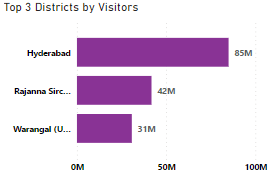 Top 3 Districts by Visitors
Hyderabad
85M
Rajanna Sirc...
42M
Warangal (U...
31M
0M
50M
100M